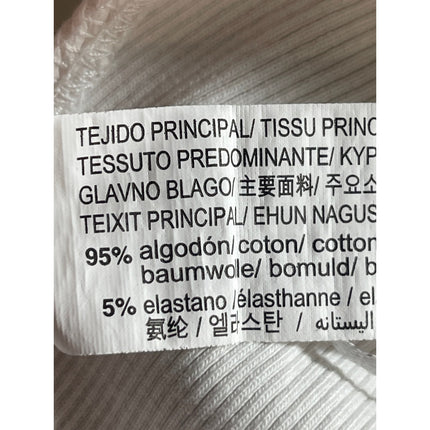 TEJIDO PRINCIPAL/ TISSU PRINC
TESSUTO PREDOMINANTE/ KYP
GLAVNO BLAGO/主要面料/ 주요소
TEIXIT PRINCIPAL/ EHUN NAGUS
95% algodón/coton/ cotton
baumwolle/ bomuld/ b
5% elastano /élasthanne / el
氨纶 / 엘라스탄 / اليستانه